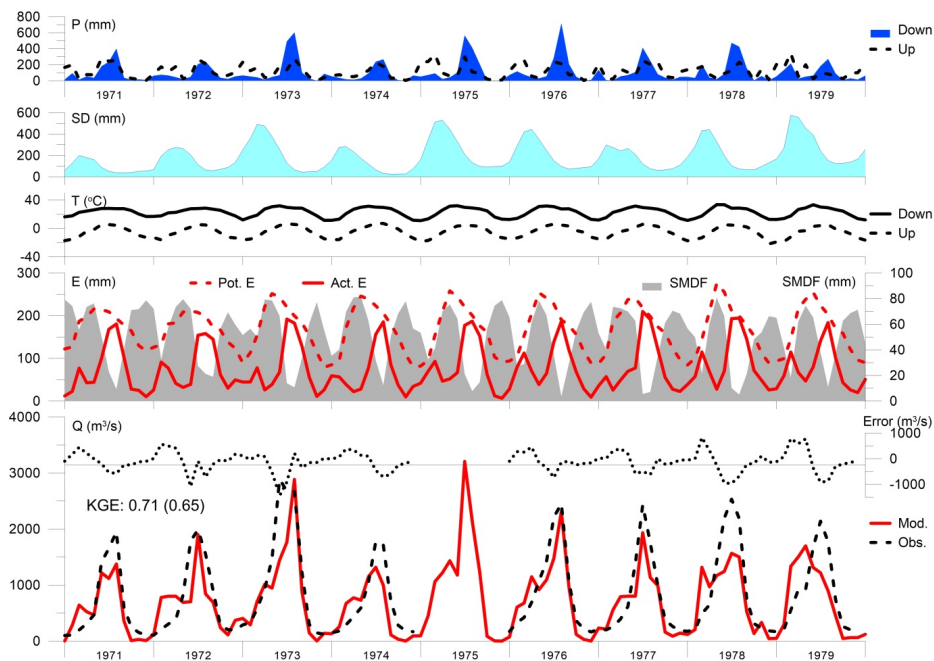 P (mm)
800
600
400
200
0
Down
Up
1971 1972 1973 1974 1975 1976 1977 1978 1979
SD (mm)
600
400
200
0
T (°C)
40
0
-40
Down
Up
E (mm)
Pot. E
Act. E
SMDF
SMDF (mm)
300
200
100
0
100
80
60
40
20
0
Q (m³/s)
Error (m³/s)
4000
3000
2000
1000
0
1000
0
-1000
KGE: 0.71 (0.65)
Mod.
Obs.
1971 1972 1973 1974 1975 1976 1977 1978 1979